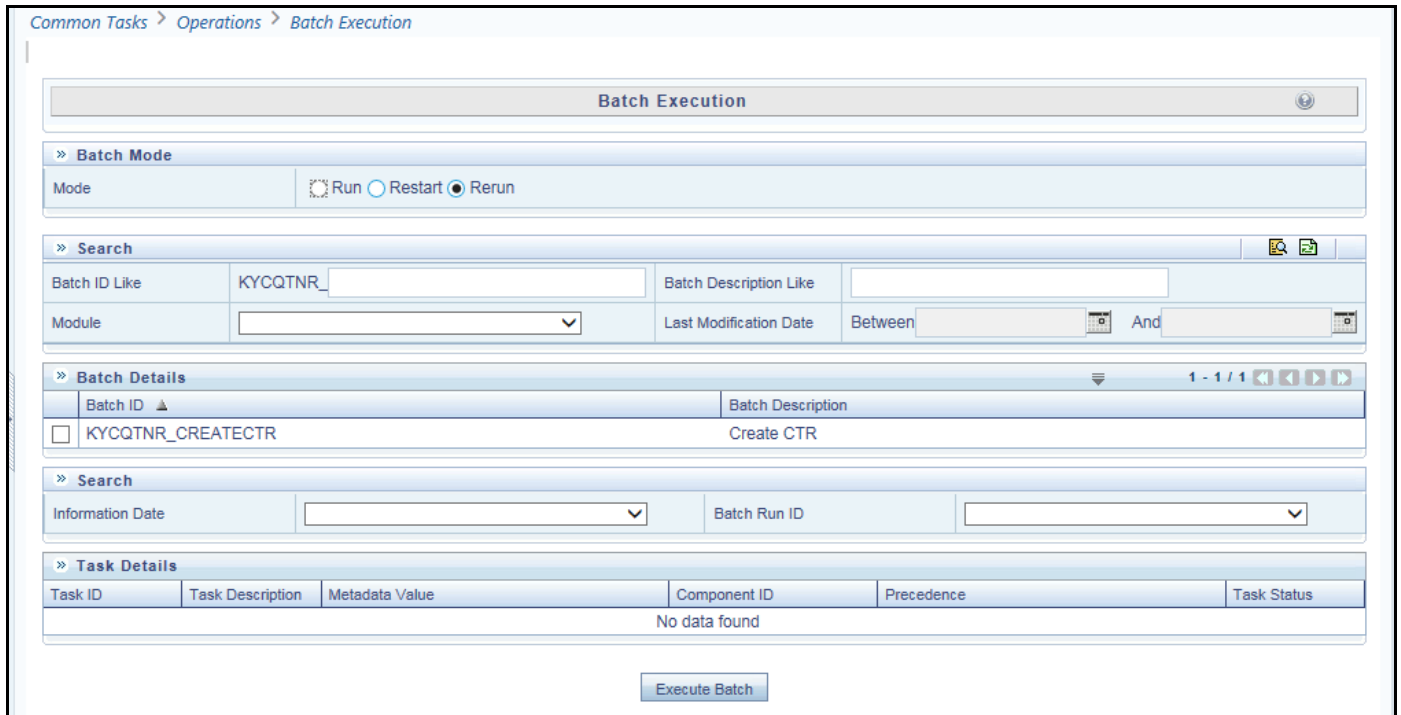 Common Tasks > Operations > Batch Execution
Batch Execution
» Batch Mode
Mode Run Restart Rerun
» Search
Batch ID Like KYCQTNR_ Batch Description Like
Module Last Modification Date Between And
» Batch Details 1 - 1 / 1
Batch ID Batch Description
KYCQTNR_CREATECTR Create CTR
» Search
Information Date Batch Run ID
» Task Details
Task ID Task Description Metadata Value Component ID Precedence Task Status
No data found
Execute Batch